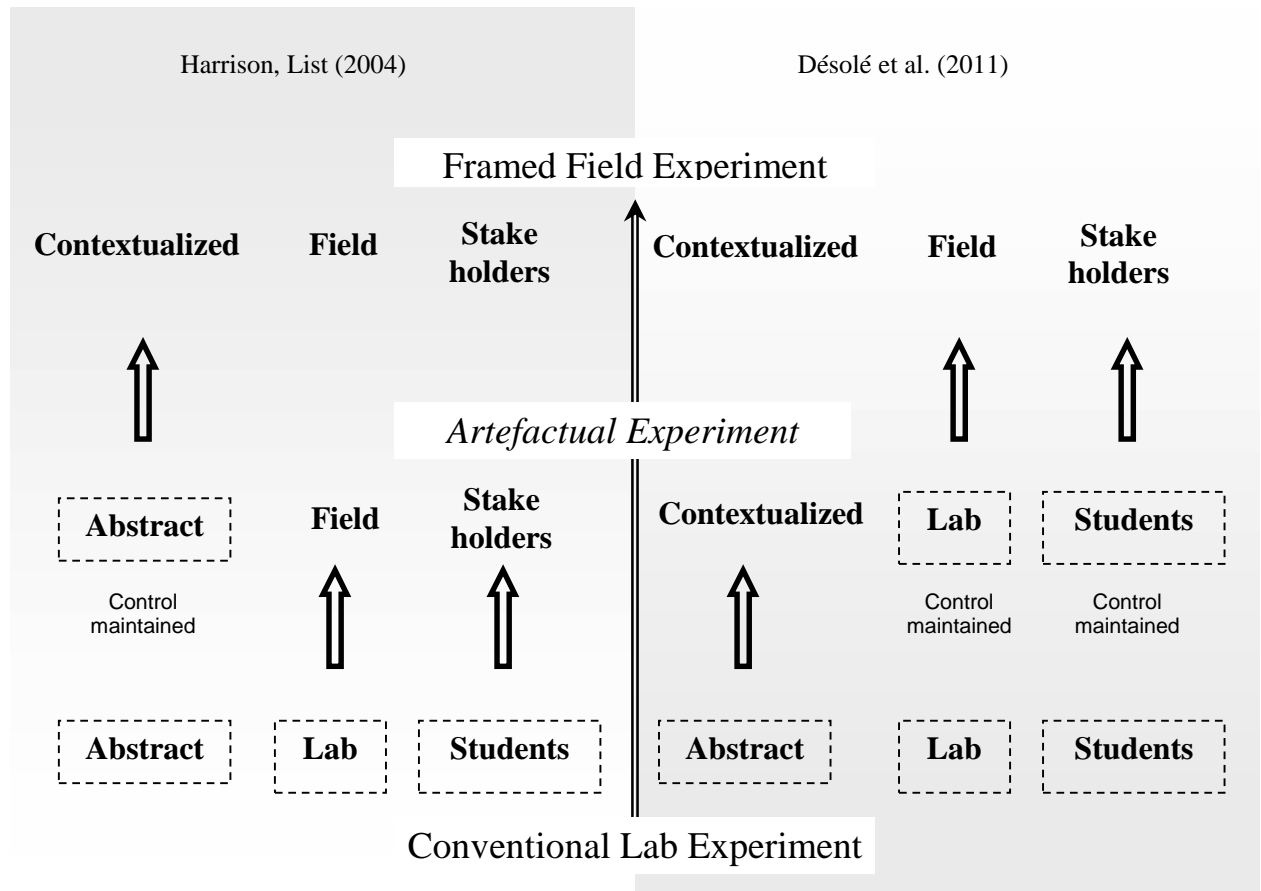 Harrison, List (2004)
Désolé et al. (2011)
Framed Field Experiment
Contextualized
Field
Stake
holders
Contextualized
Field
Stake
holders
Artefactual Experiment
Abstract
Field
Stake
holders
Contextualized
Lab
Students
Control
maintained
Control
maintained
Control
maintained
Abstract
Lab
Students
Abstract
Lab
Students
Conventional Lab Experiment